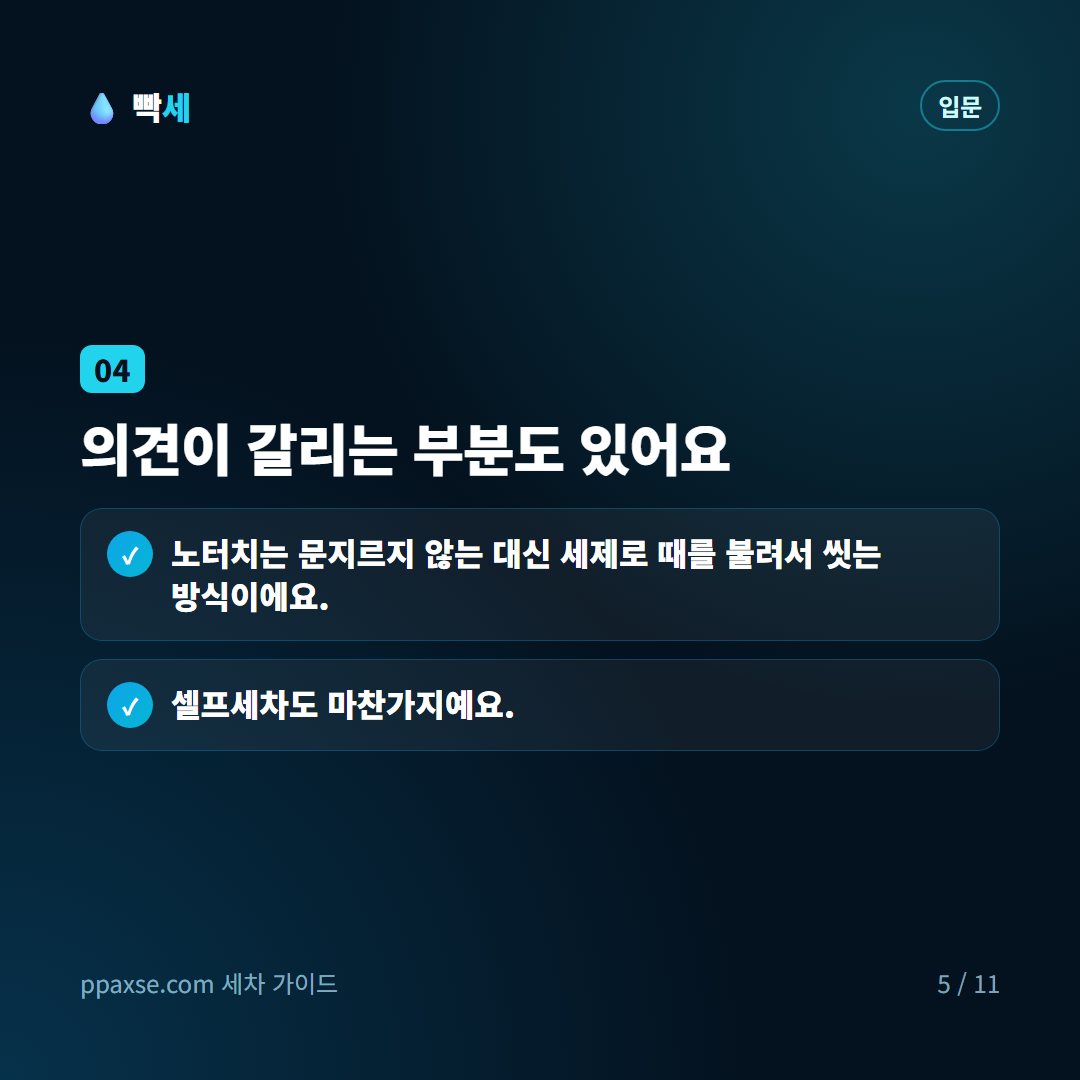 빡세
입문
04
의견이 갈리는 부분도 있어요
✓ 노터치는 문지르지 않는 대신 세제로 때를 불려서 씻는
방식이에요.
✓ 셀프세차도 마찬가지예요.
ppaxse.com 세차 가이드
5 / 11